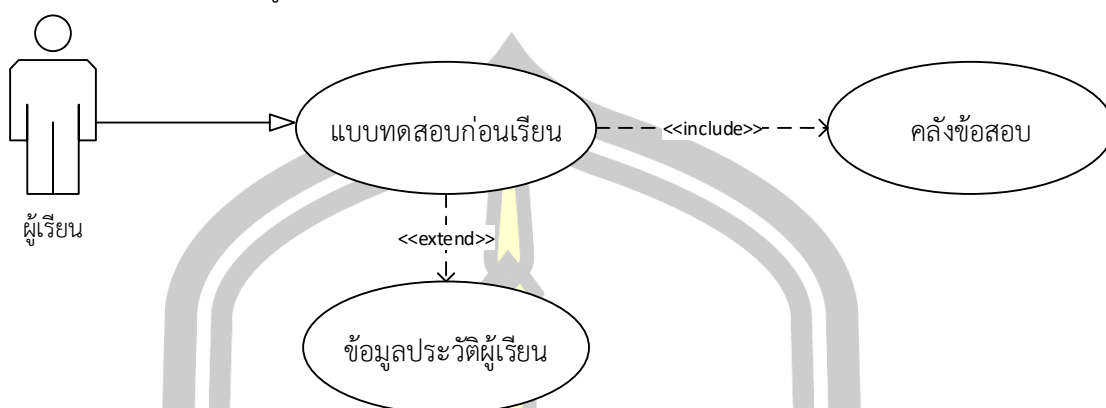 แบบทดสอบก่อนเรียน
<<include>>
คลังข้อสอบ
ผู้เรียน
<<extend>>
ข้อมูลประวัติผู้เรียน